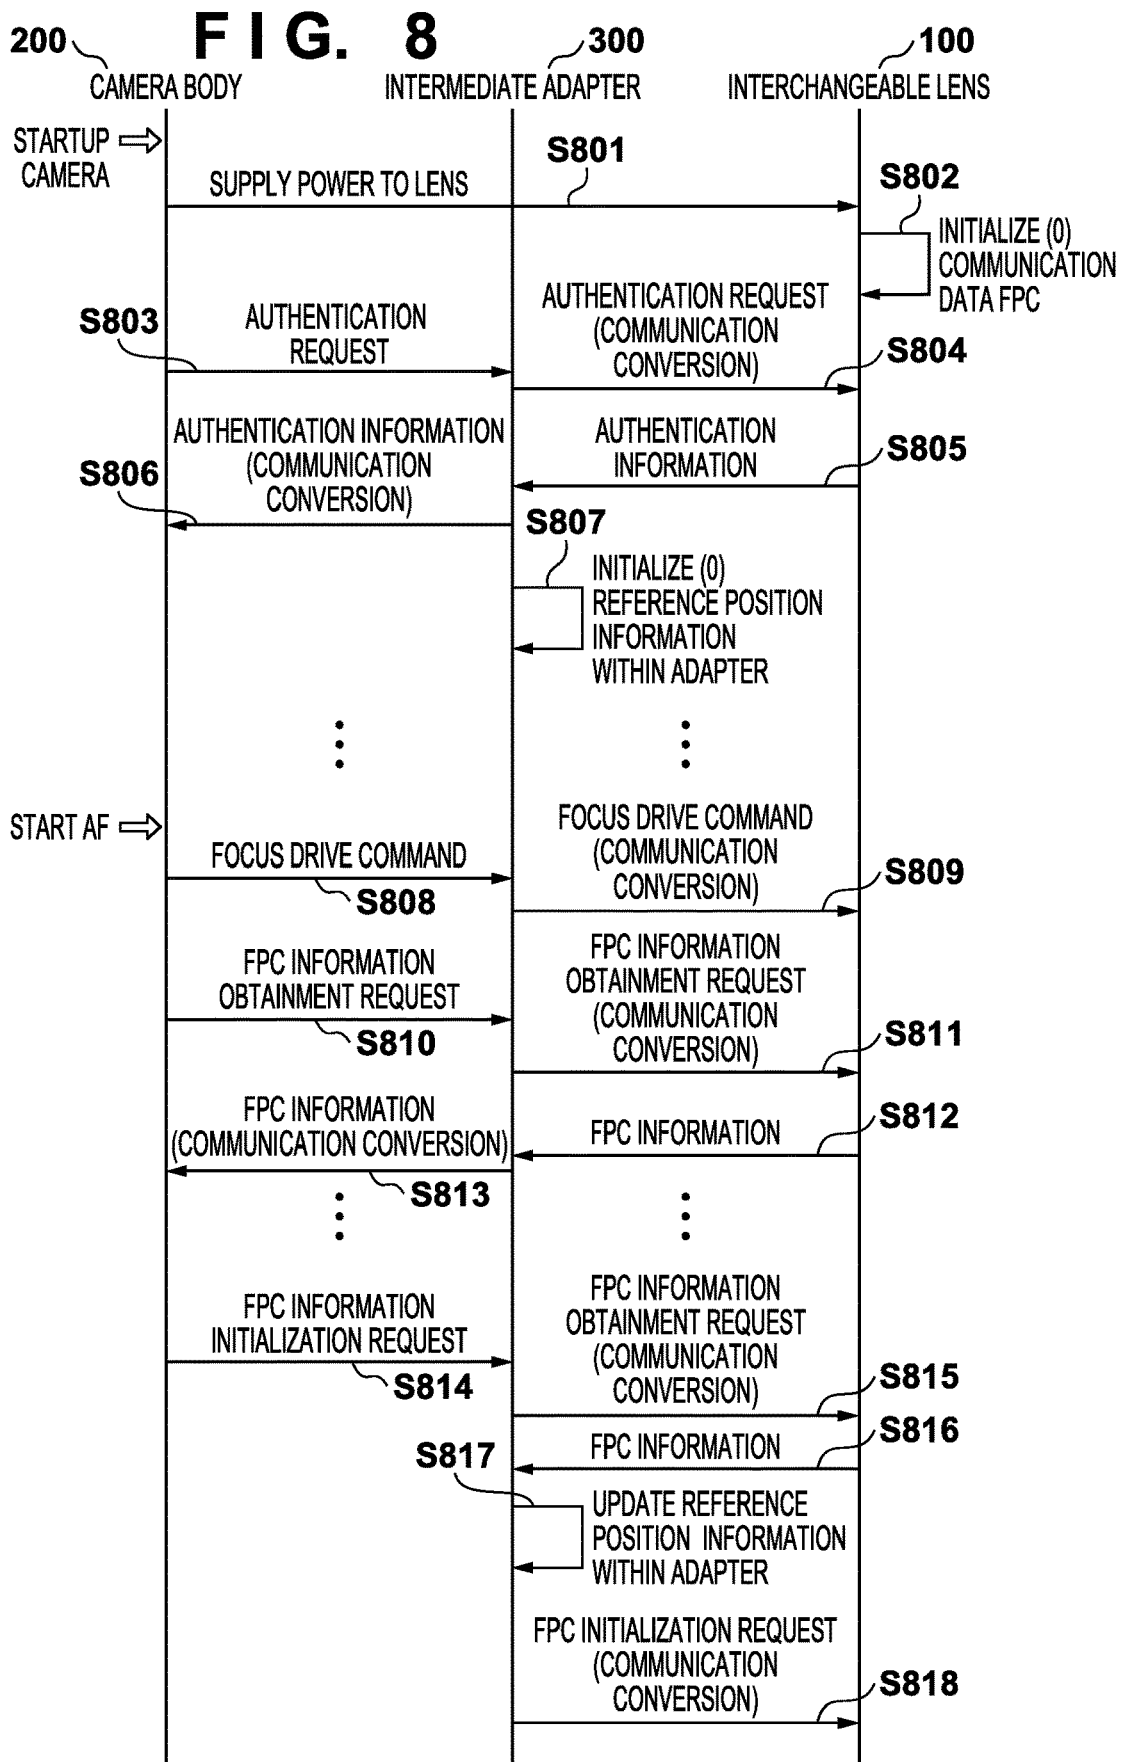 FIG. 8
200
CAMERA BODY
300
INTERMEDIATE ADAPTER
100
INTERCHANGEABLE LENS
STARTUP
CAMERA
SUPPLY POWER TO LENS
S801
S802
INITIALIZE (0)
COMMUNICATION
DATA FPC
S803
AUTHENTICATION
REQUEST
AUTHENTICATION REQUEST
(COMMUNICATION
CONVERSION)
S804
AUTHENTICATION INFORMATION
(COMMUNICATION
CONVERSION)
S806
AUTHENTICATION
INFORMATION
S805
S807
INITIALIZE (0)
REFERENCE POSITION
INFORMATION
WITHIN ADAPTER
START AF
FOCUS DRIVE COMMAND
S808
FOCUS DRIVE COMMAND
(COMMUNICATION
CONVERSION)
S809
FPC INFORMATION
OBTAINMENT REQUEST
S810
FPC INFORMATION
OBTAINMENT REQUEST
(COMMUNICATION
CONVERSION)
S811
FPC INFORMATION
(COMMUNICATION CONVERSION)
S813
FPC INFORMATION
S812
FPC INFORMATION
INITIALIZATION REQUEST
S814
FPC INFORMATION
OBTAINMENT REQUEST
(COMMUNICATION
CONVERSION)
S815
FPC INFORMATION
S816
S817
UPDATE REFERENCE
POSITION INFORMATION
WITHIN ADAPTER
FPC INITIALIZATION REQUEST
(COMMUNICATION
CONVERSION)
S818